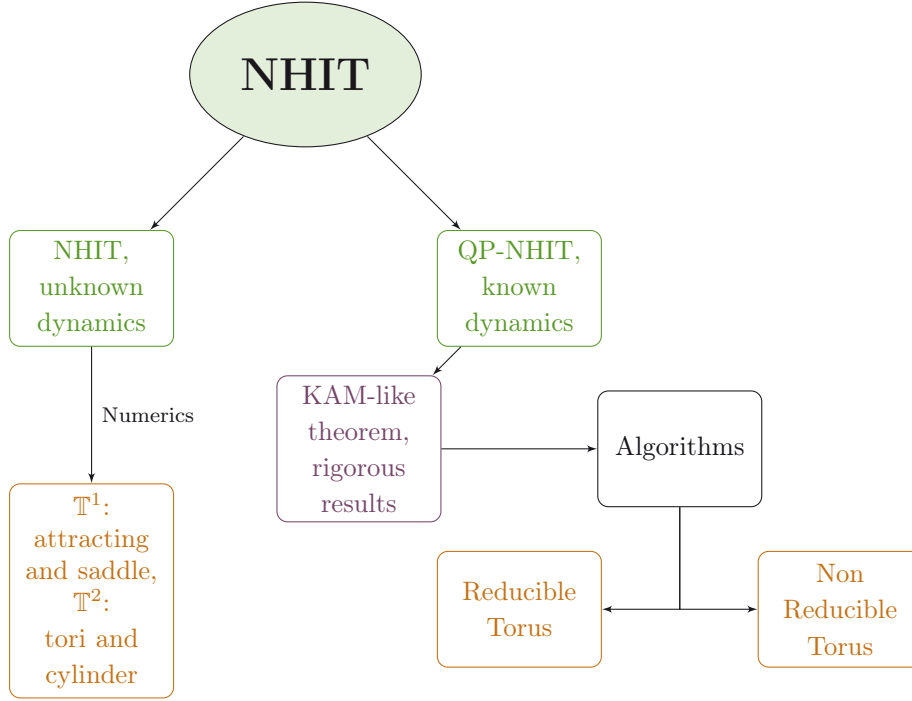 NHIT
NHIT,
unknown
dynamics
QP-NHIT,
known
dynamics
Numerics
KAM-like
theorem,
rigorous
results
Algorithms
𝕋¹:
attracting
and saddle,
𝕋²:
tori and
cylinder
Reducible
Torus
Non
Reducible
Torus